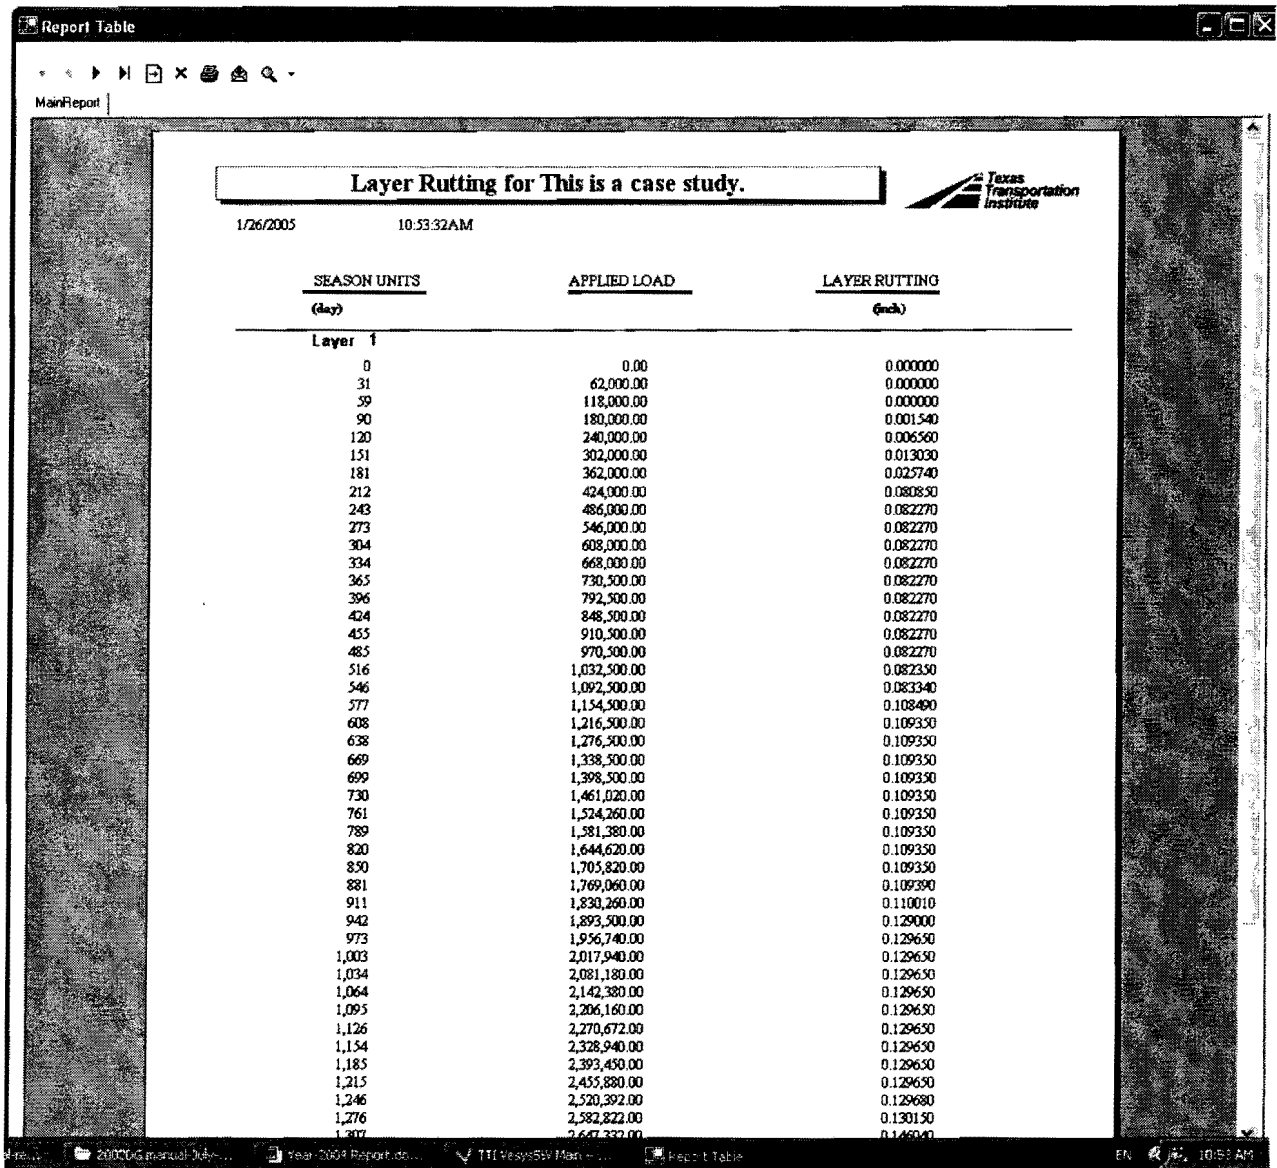 Report Table
MainReport
Layer Rutting for This is a case study.
Texas
Transportation
Institute
1/26/2005 10:53:32AM
SEASON UNITS APPLIED LOAD LAYER RUTTING
(day) (inch)
Layer 1
0 0.00 0.000000
31 62,000.00 0.000000
59 118,000.00 0.000000
90 180,000.00 0.001540
120 240,000.00 0.006560
151 302,000.00 0.013030
181 362,000.00 0.025740
212 424,000.00 0.080850
243 486,000.00 0.082270
273 546,000.00 0.082270
304 608,000.00 0.082270
334 668,000.00 0.082270
365 730,500.00 0.082270
396 792,500.00 0.082270
424 848,500.00 0.082270
455 910,500.00 0.082270
485 970,500.00 0.082270
516 1,032,500.00 0.082350
546 1,092,500.00 0.083340
577 1,154,500.00 0.108490
608 1,216,500.00 0.109350
638 1,276,500.00 0.109350
669 1,338,500.00 0.109350
699 1,398,500.00 0.109350
730 1,461,020.00 0.109350
761 1,524,260.00 0.109350
789 1,581,380.00 0.109350
820 1,644,620.00 0.109350
850 1,705,820.00 0.109350
881 1,769,060.00 0.109390
911 1,830,260.00 0.110010
942 1,893,500.00 0.129000
973 1,956,740.00 0.129650
1,003 2,017,940.00 0.129650
1,034 2,081,180.00 0.129650
1,064 2,142,380.00 0.129650
1,095 2,206,160.00 0.129650
1,126 2,270,672.00 0.129650
1,154 2,328,940.00 0.129650
1,185 2,393,450.00 0.129650
1,215 2,455,880.00 0.129650
1,246 2,520,392.00 0.129680
1,276 2,582,822.00 0.130150
1,307 2,647,332.00 0.146040
Year-2004 Report.do... Report Table EN 10:53 AM